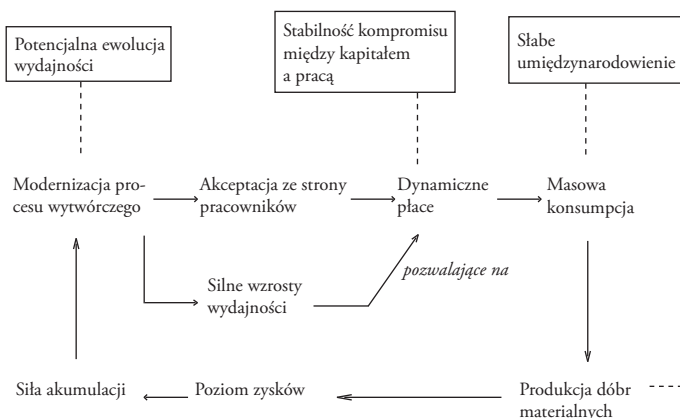 Potencjalna ewolucja
wydajności
Stabilność kompromisu
między kapitałem
a pracą
Słabe
umiędzynarodowienie
Modernizacja pro-
cesu wytwórczego
Akceptacja ze strony
pracowników
Dynamiczne
płace
Masowa
konsumpcja
Silne wzrosty
wydajności
pozwalające na
Siła akumulacji
Poziom zysków
Produkcja dóbr
materialnych